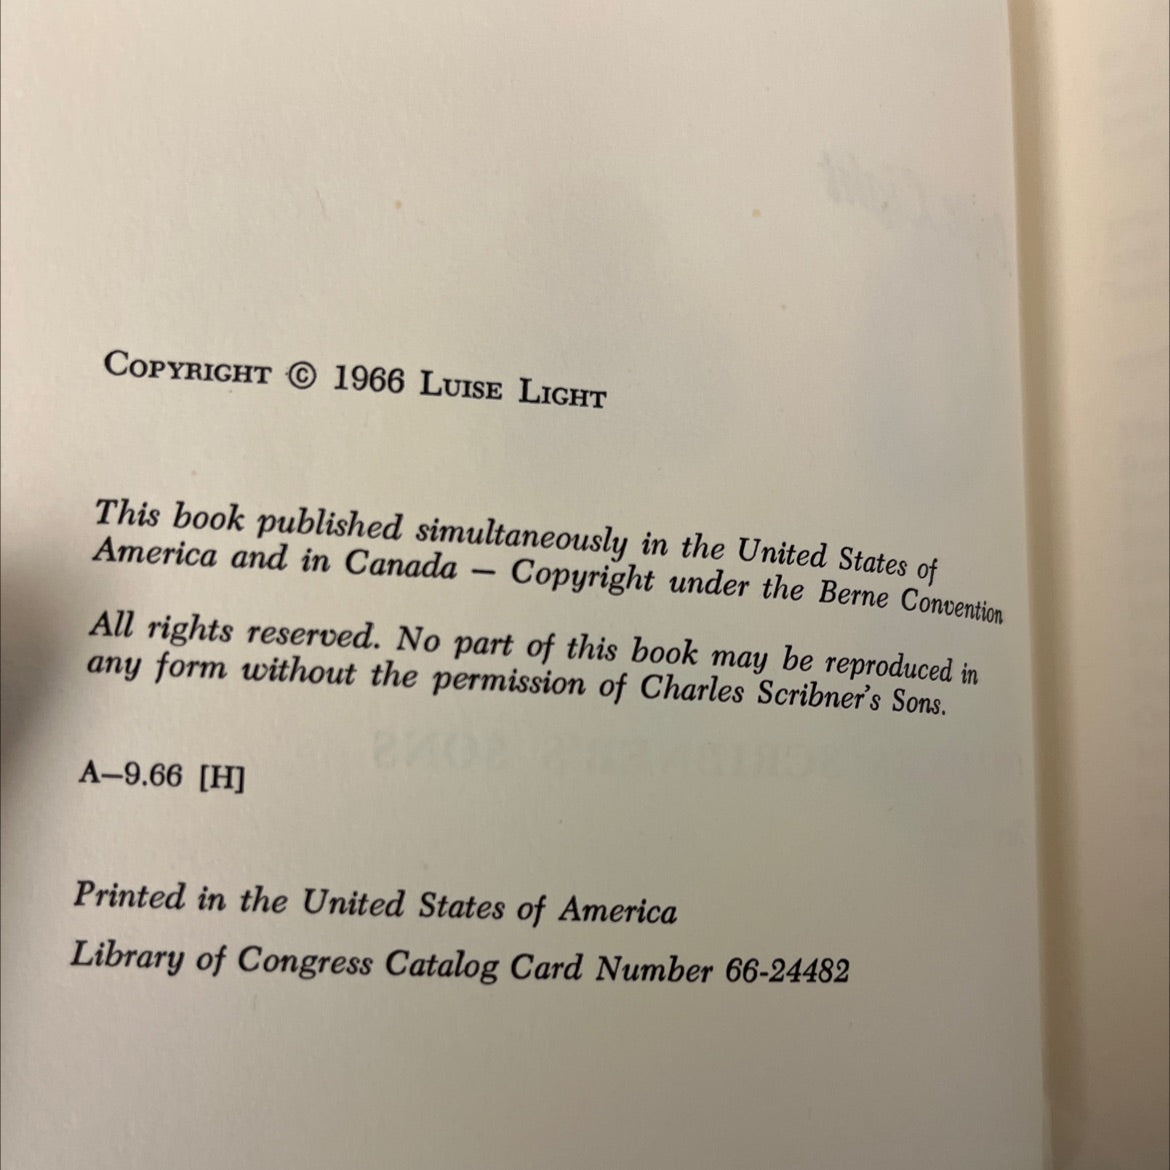 Copyright © 1966 Luise Light
This book published simultaneously in the United States of
America and in Canada — Copyright under the Berne Convention
All rights reserved. No part of this book may be reproduced in
any form without the permission of Charles Scribner's Sons.
A—9.66 [H]
Printed in the United States of America
Library of Congress Catalog Card Number 66-24482